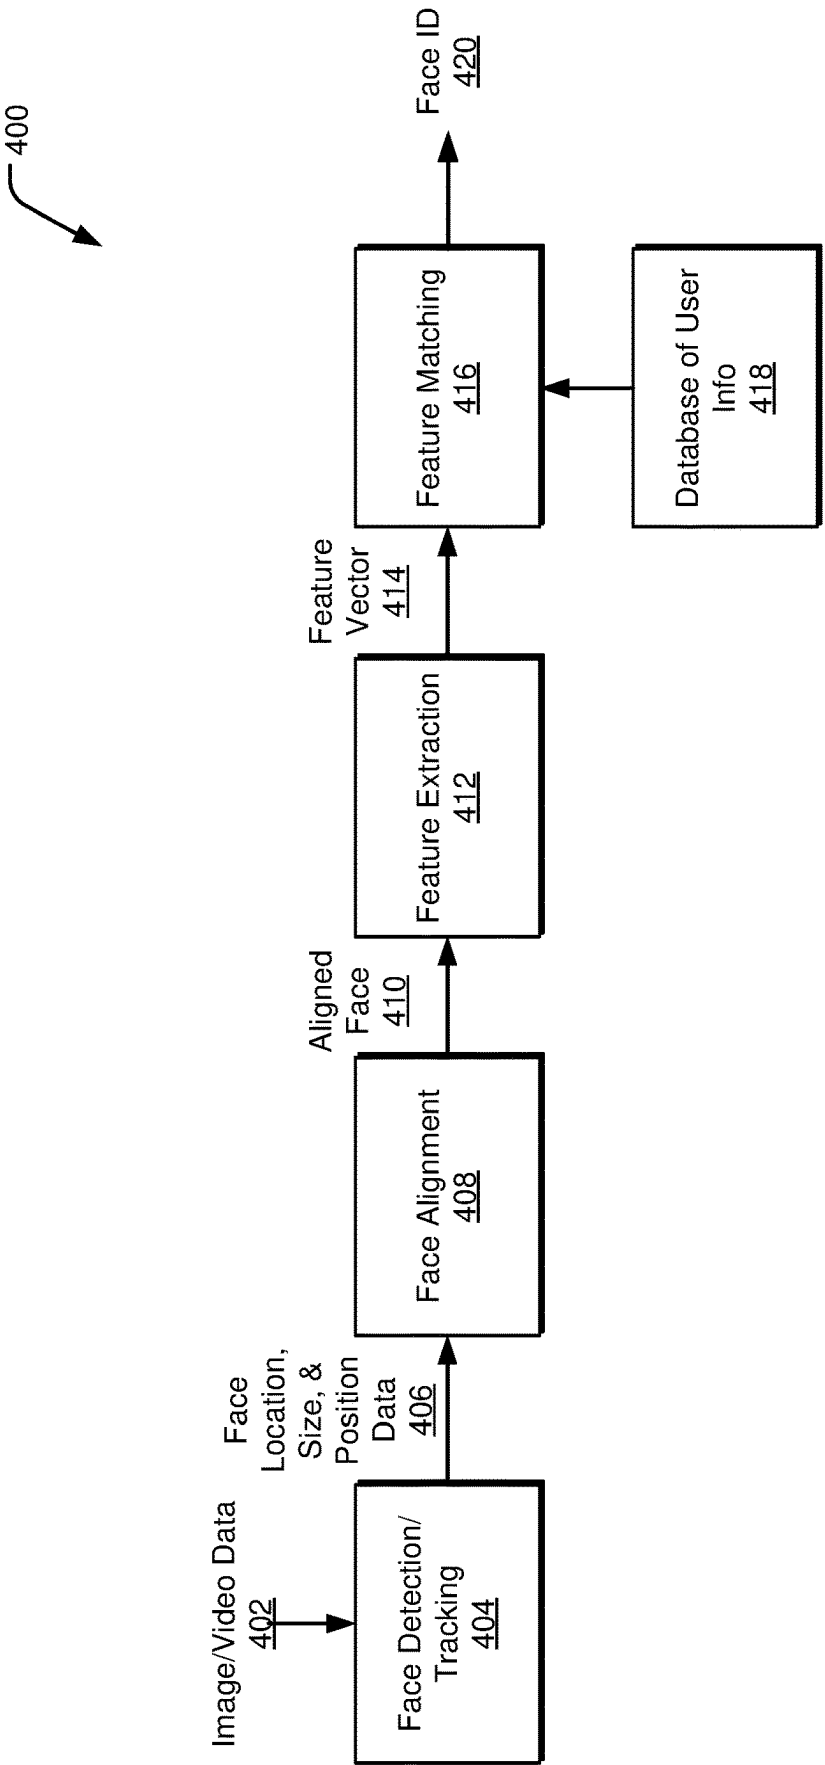 400
Image/Video Data
402
Face Detection/
Tracking
404
Face
Location,
Size, &
Position
Data
406
Face Alignment
408
Aligned
Face
410
Feature Extraction
412
Feature
Vector
414
Feature Matching
416
Database of User
Info
418
Face ID
420